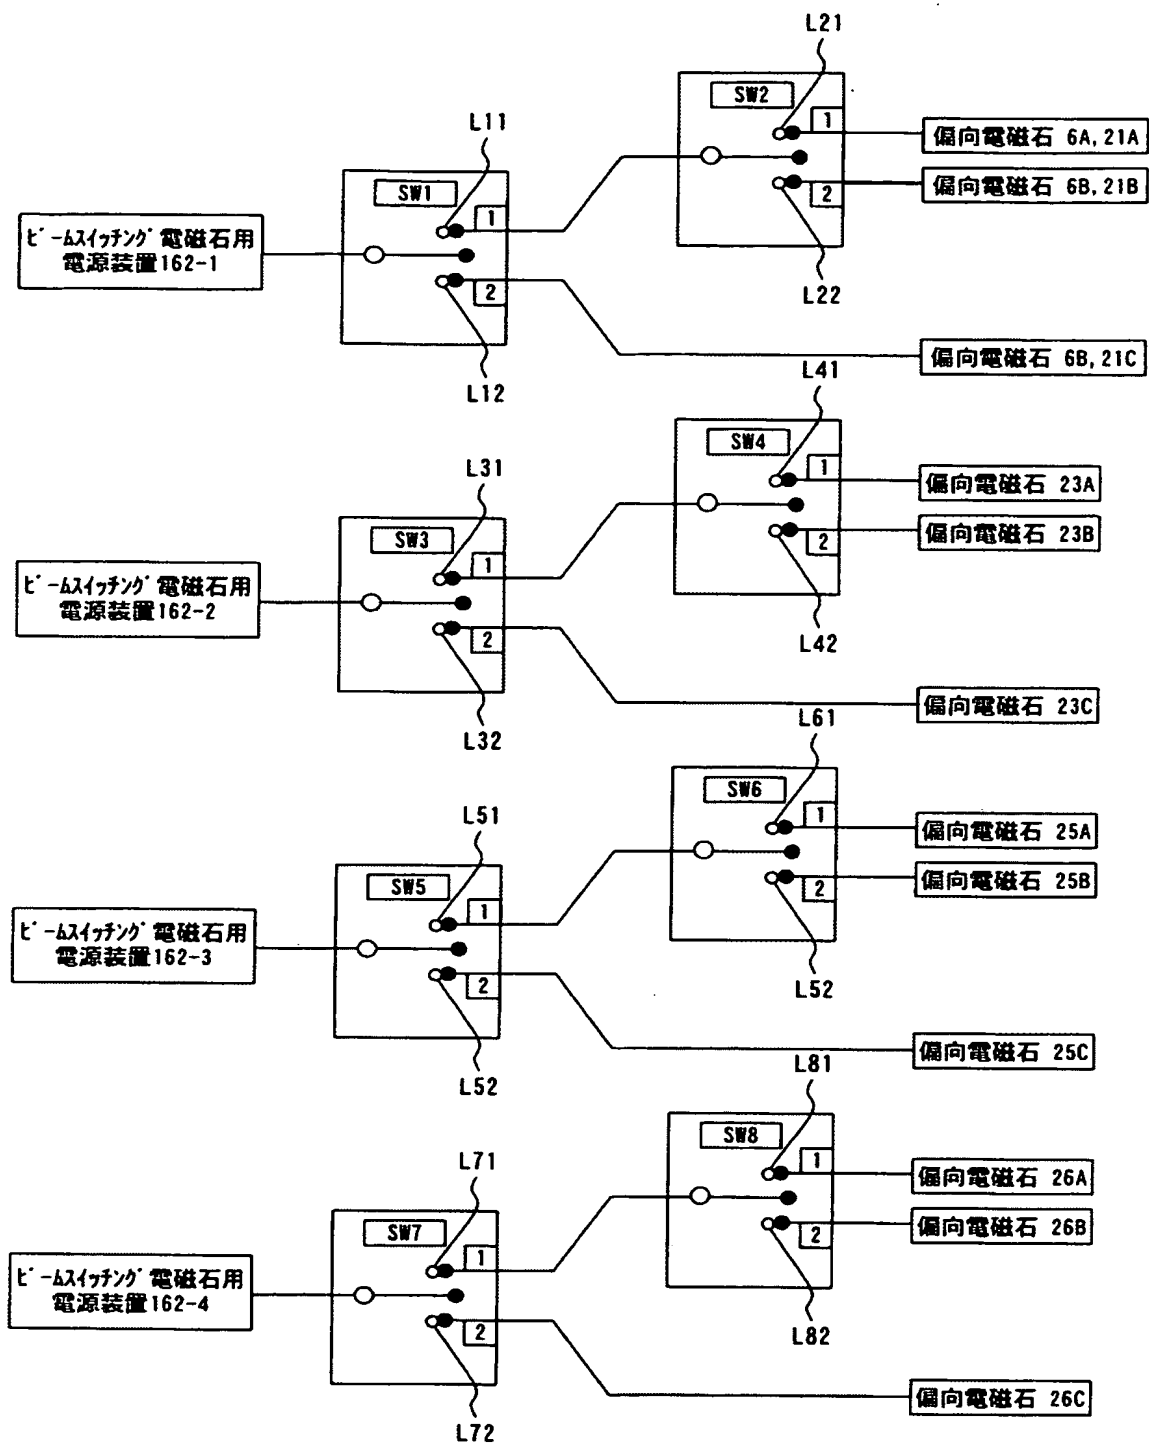 L21
SW2
1
偏向電磁石 6A, 21A
L11
2
偏向電磁石 6B, 21B
SW1
1
ビームスイッチング電磁石用
電源装置162-1
2
L22
偏向電磁石 6B, 21C
L12
L41
SW4
1
偏向電磁石 23A
L31
2
偏向電磁石 23B
SW3
1
ビームスイッチング電磁石用
電源装置162-2
2
L42
偏向電磁石 23C
L32
L61
SW6
1
偏向電磁石 25A
L51
2
偏向電磁石 25B
SW5
1
ビームスイッチング電磁石用
電源装置162-3
2
L52
偏向電磁石 25C
L52
L81
SW8
1
偏向電磁石 26A
L71
2
偏向電磁石 26B
SW7
1
ビームスイッチング電磁石用
電源装置162-4
2
L82
偏向電磁石 26C
L72